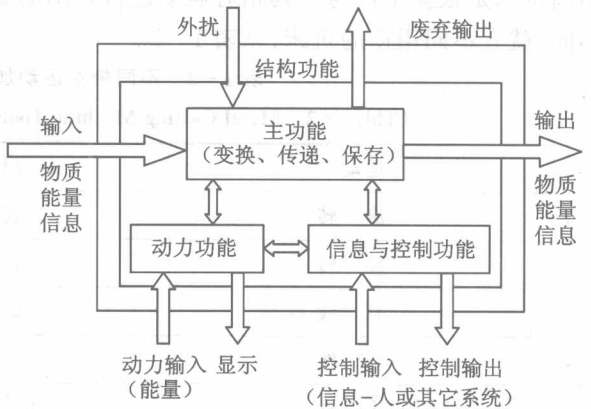 外扰
废弃输出
结构功能
输入
主功能
(变换、传递、保存)
输出
物质
能量
信息
物质
能量
信息
动力功能
信息与控制功能
动力输入 显示
(能量)
控制输入 控制输出
(信息-人或其它系统)